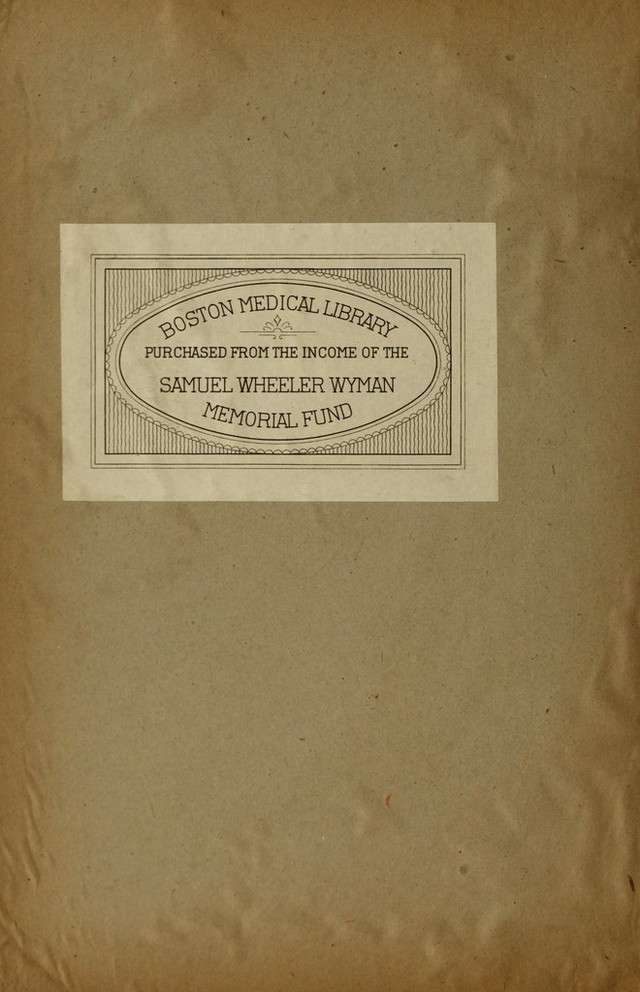 BOSTON MEDICAL LIBRARY
PURCHASED FROM THE INCOME OF THE
SAMUEL WHEELER WYMAN
MEMORIAL FUND